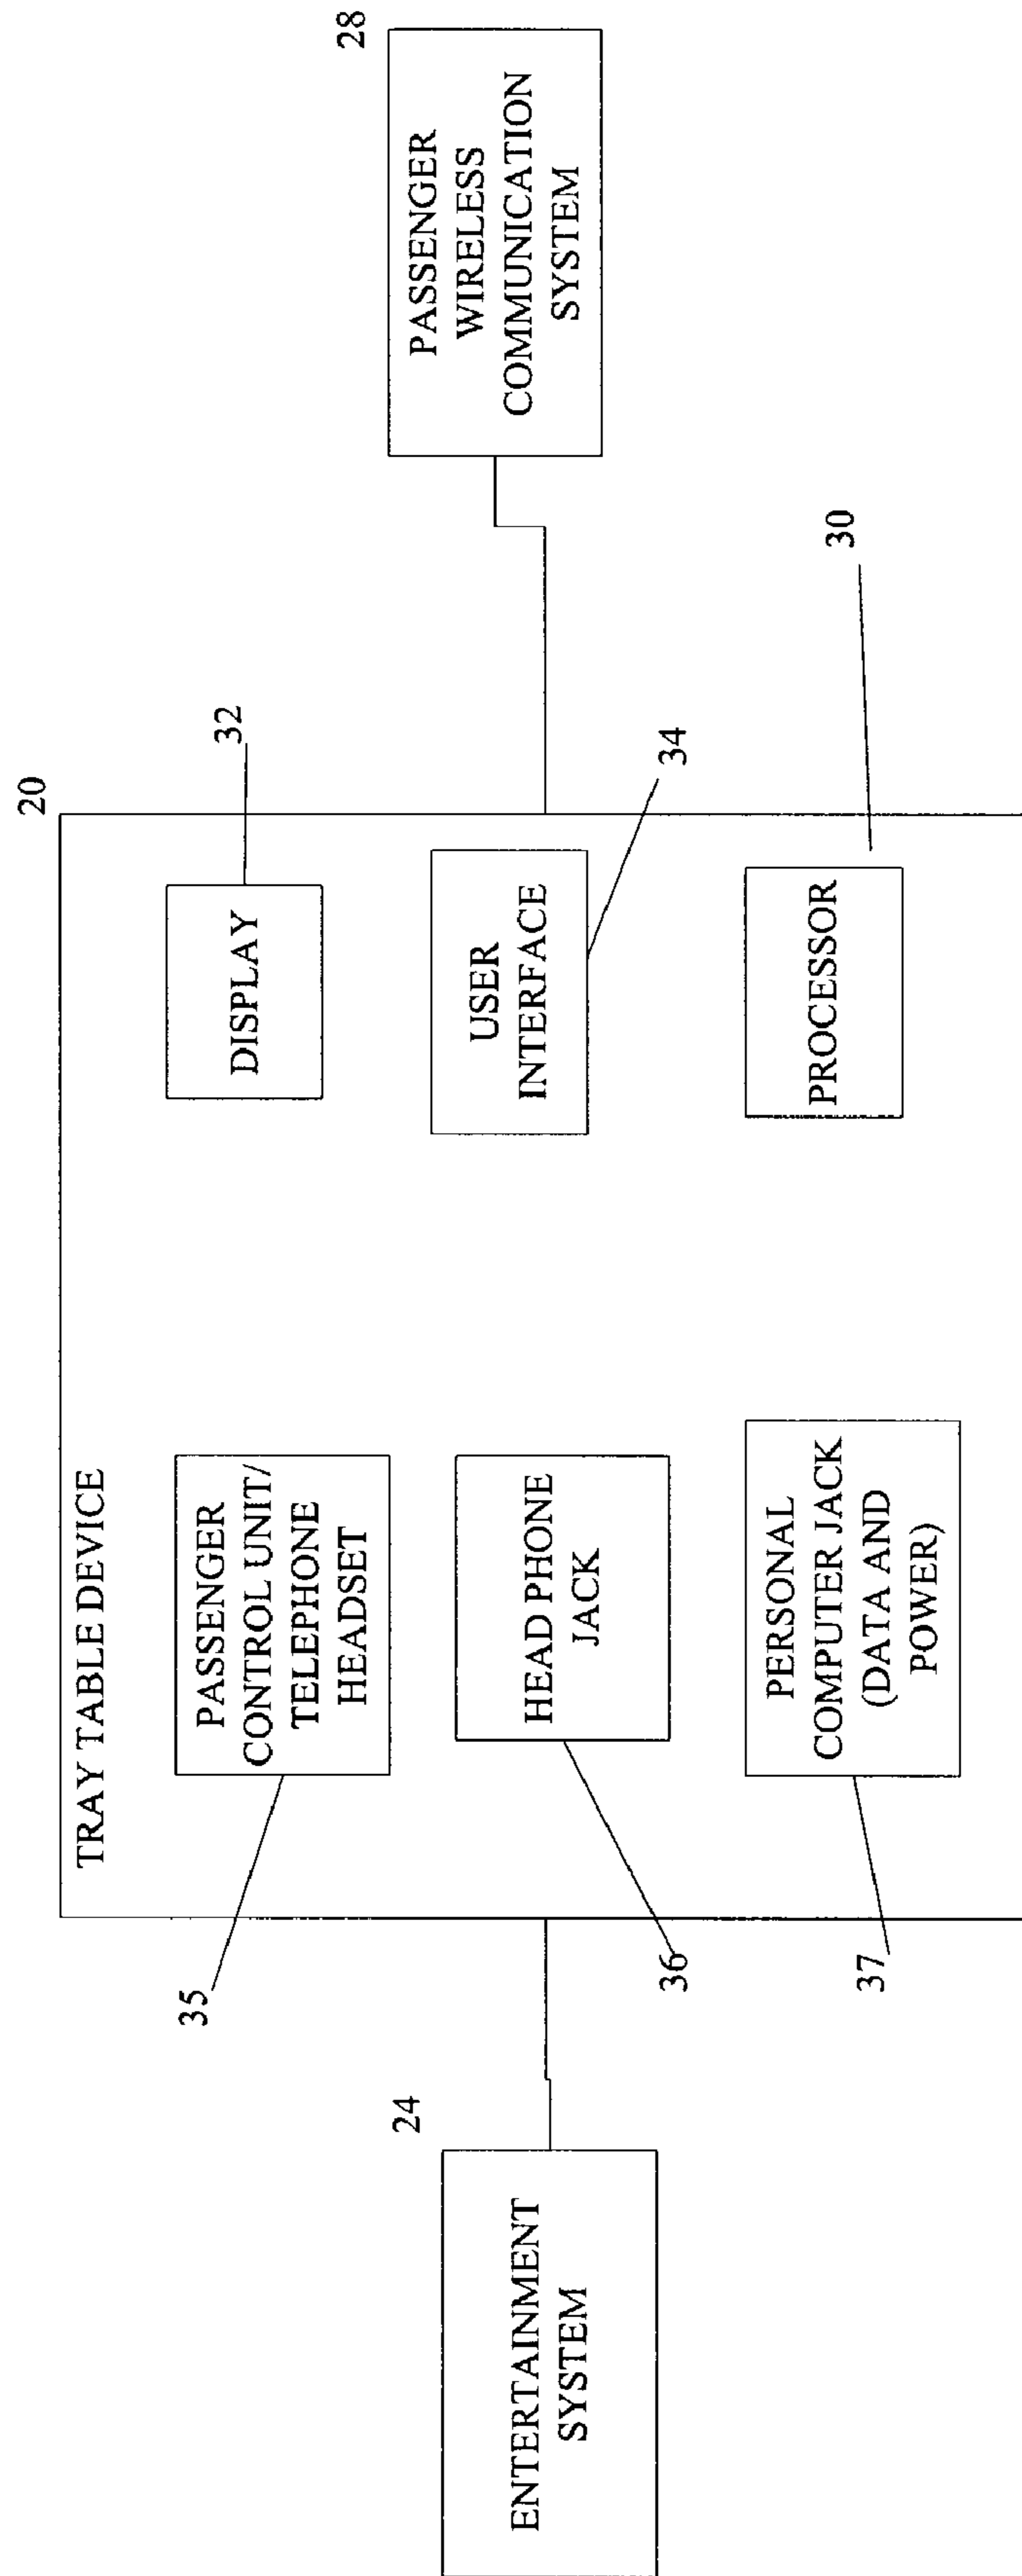 20
TRAY TABLE DEVICE
32
DISPLAY
PASSENGER
CONTROL UNIT/
TELEPHONE
HEADSET
35
28
PASSENGER
WIRELESS
COMMUNICATION
SYSTEM
24
ENTERTAINMENT
SYSTEM
HEAD PHONE
JACK
36
USER
INTERFACE
34
PERSONAL
COMPUTER JACK
(DATA AND
POWER)
37
PROCESSOR
30